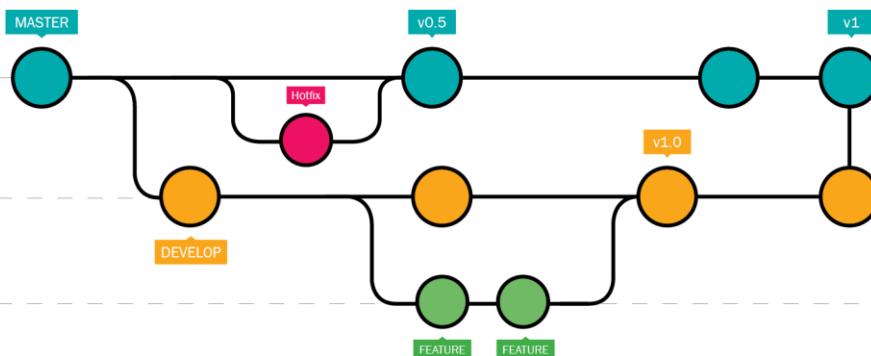 MASTER
v0.5
v1
Hotfix
v1.0
DEVELOP
FEATURE
FEATURE